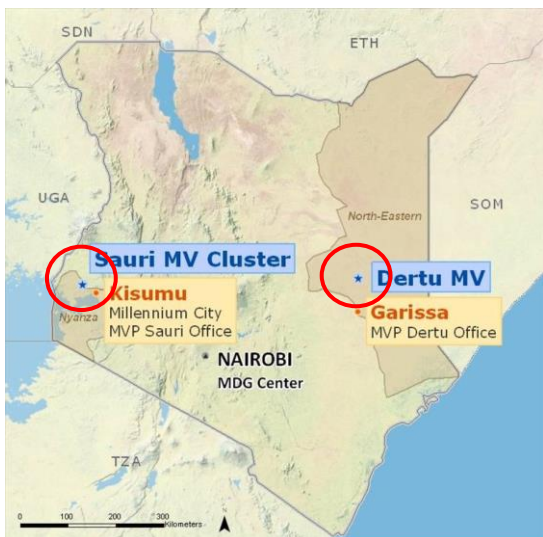 SDN
ETH
UGA
SOM
North-Eastern
Sauri MV Cluster
Dertu MV
Kisumu
Millennium City
MVP Sauri Office
Nyanza
Garissa
MVP Dertu Office
NAIROBI
MDG Center
TZA
0 100 200 300
Kilometers